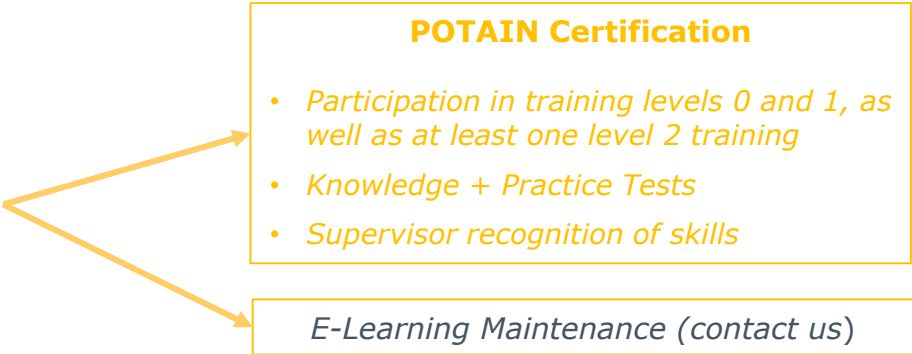 POTAIN Certification
• Participation in training levels 0 and 1, as
well as at least one level 2 training
• Knowledge + Practice Tests
• Supervisor recognition of skills
E-Learning Maintenance (contact us)